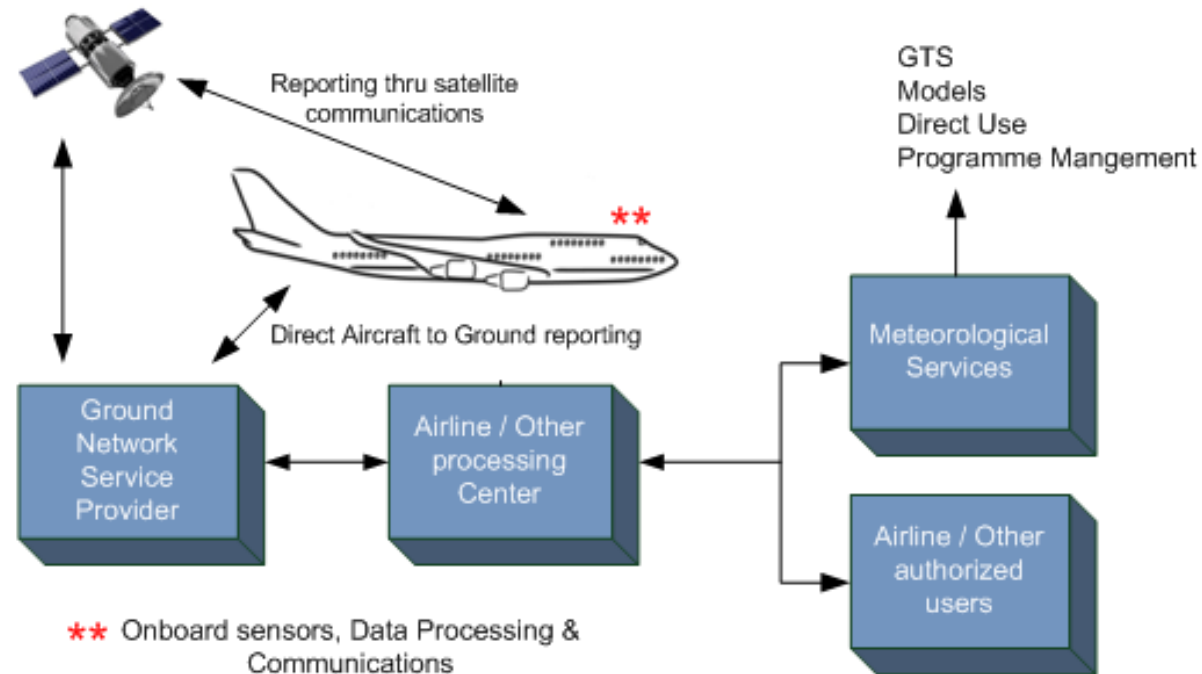 Reporting thru satellite
communications
GTS
Models
Direct Use
Programme Mangement
**
Direct Aircraft to Ground reporting
Ground
Network
Service
Provider
Airline / Other
processing
Center
Meteorological
Services
Airline / Other
authorized
users
** Onboard sensors, Data Processing &
Communications